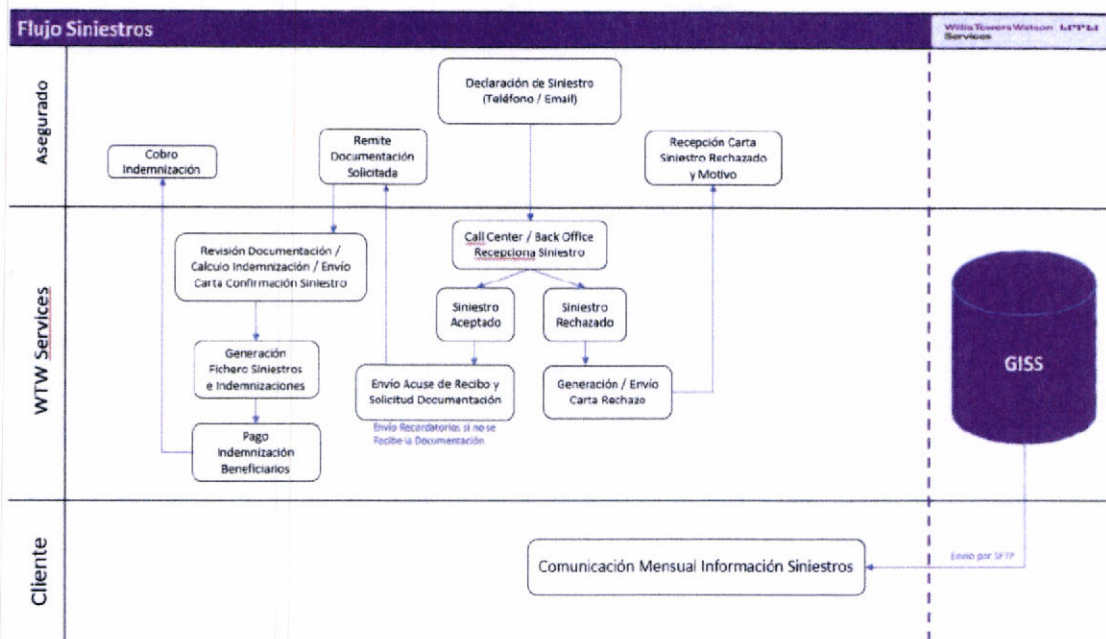 Flujo Siniestros
WillisTowersWatson
Services
Asegurado
Declaración de Siniestro
(Teléfono / Email)
Cobro
Indemnización
Remite
Documentación
Solicitada
Recepción Carta
Siniestro Rechazado
y Motivo
WTW Services
Revisión Documentación /
Calculo Indemnización / Envío
Carta Confirmación Siniestro
Call Center / Back Office
Recepciona Siniestro
Siniestro
Aceptado
Siniestro
Rechazado
Generación
Fichero Siniestros
e Indemnizaciones
Envío Acuse de Recibo y
Solicitud Documentación
Generación / Envío
Carta Rechazo
Envío Recordatorios si no se
Recibe la Documentación
Pago
Indemnización
Beneficiarios
GISS
Cliente
Comunicación Mensual Información Siniestros
Envío por SFTP